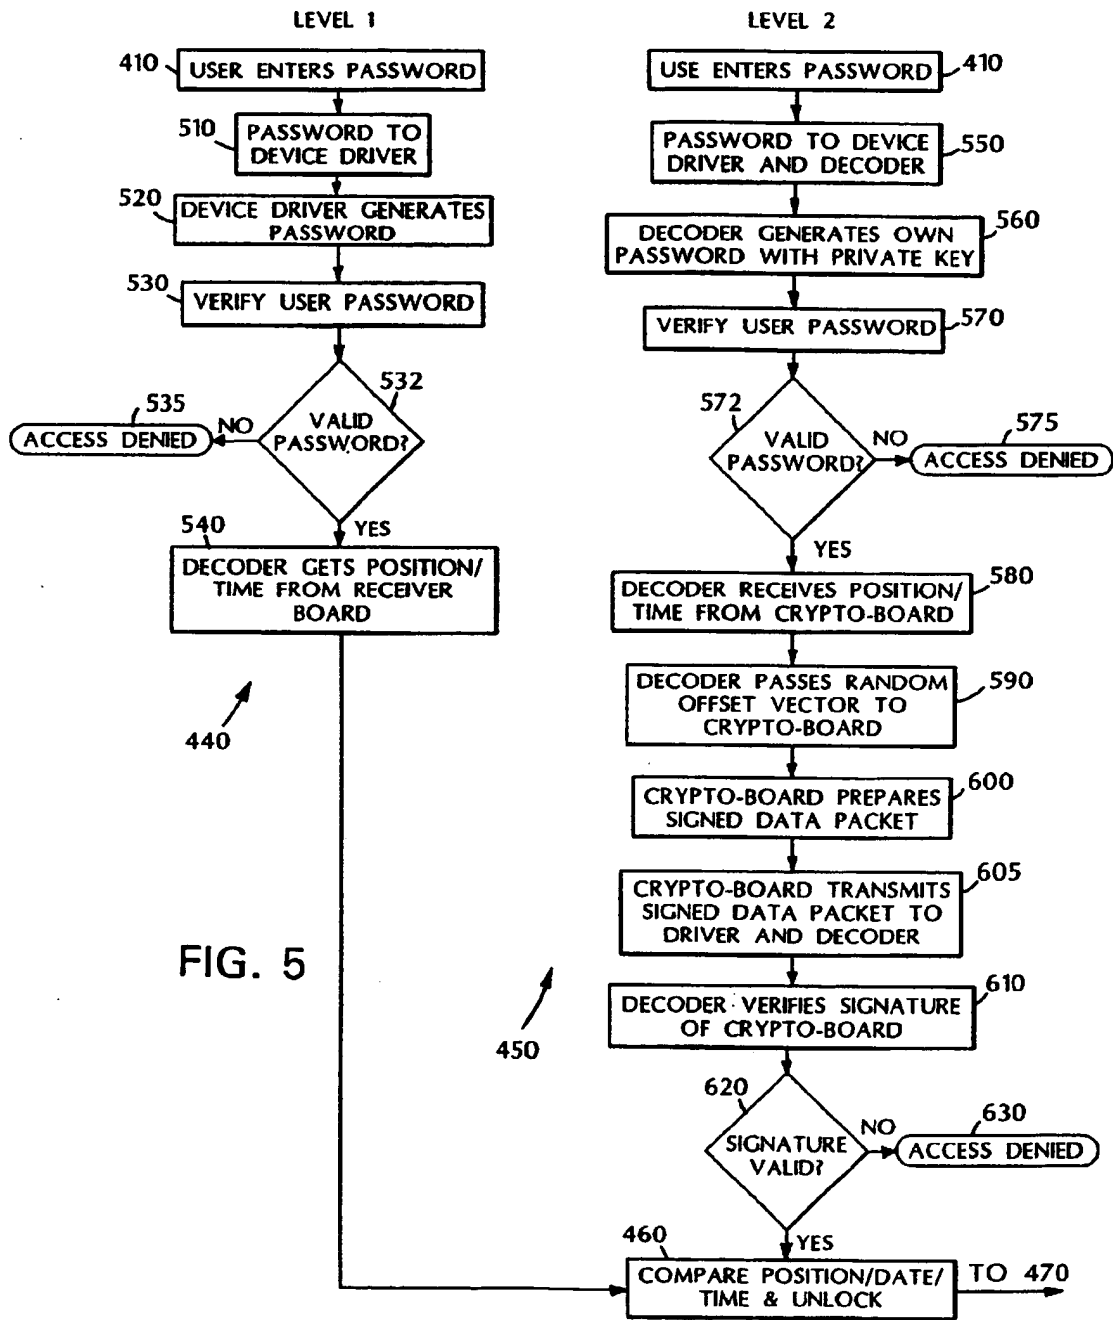 LEVEL 1
410
USER ENTERS PASSWORD
510
PASSWORD TO
DEVICE DRIVER
520
DEVICE DRIVER GENERATES
PASSWORD
530
VERIFY USER PASSWORD
532
VALID
PASSWORD?
NO
535
ACCESS DENIED
YES
540
DECODER GETS POSITION/
TIME FROM RECEIVER
BOARD
440
FIG. 5
LEVEL 2
USE ENTERS PASSWORD
410
PASSWORD TO DEVICE
DRIVER AND DECODER
550
DECODER GENERATES OWN
PASSWORD WITH PRIVATE KEY
560
VERIFY USER PASSWORD
570
572
VALID
PASSWORD?
NO
575
ACCESS DENIED
YES
DECODER RECEIVES POSITION/
TIME FROM CRYPTO-BOARD
580
DECODER PASSES RANDOM
OFFSET VECTOR TO
CRYPTO-BOARD
590
CRYPTO-BOARD PREPARES
SIGNED DATA PACKET
600
CRYPTO-BOARD TRANSMITS
SIGNED DATA PACKET TO
DRIVER AND DECODER
605
450
DECODER VERIFIES SIGNATURE
OF CRYPTO-BOARD
610
620
SIGNATURE
VALID?
NO
630
ACCESS DENIED
YES
460
COMPARE POSITION/DATE/
TIME & UNLOCK
TO 470